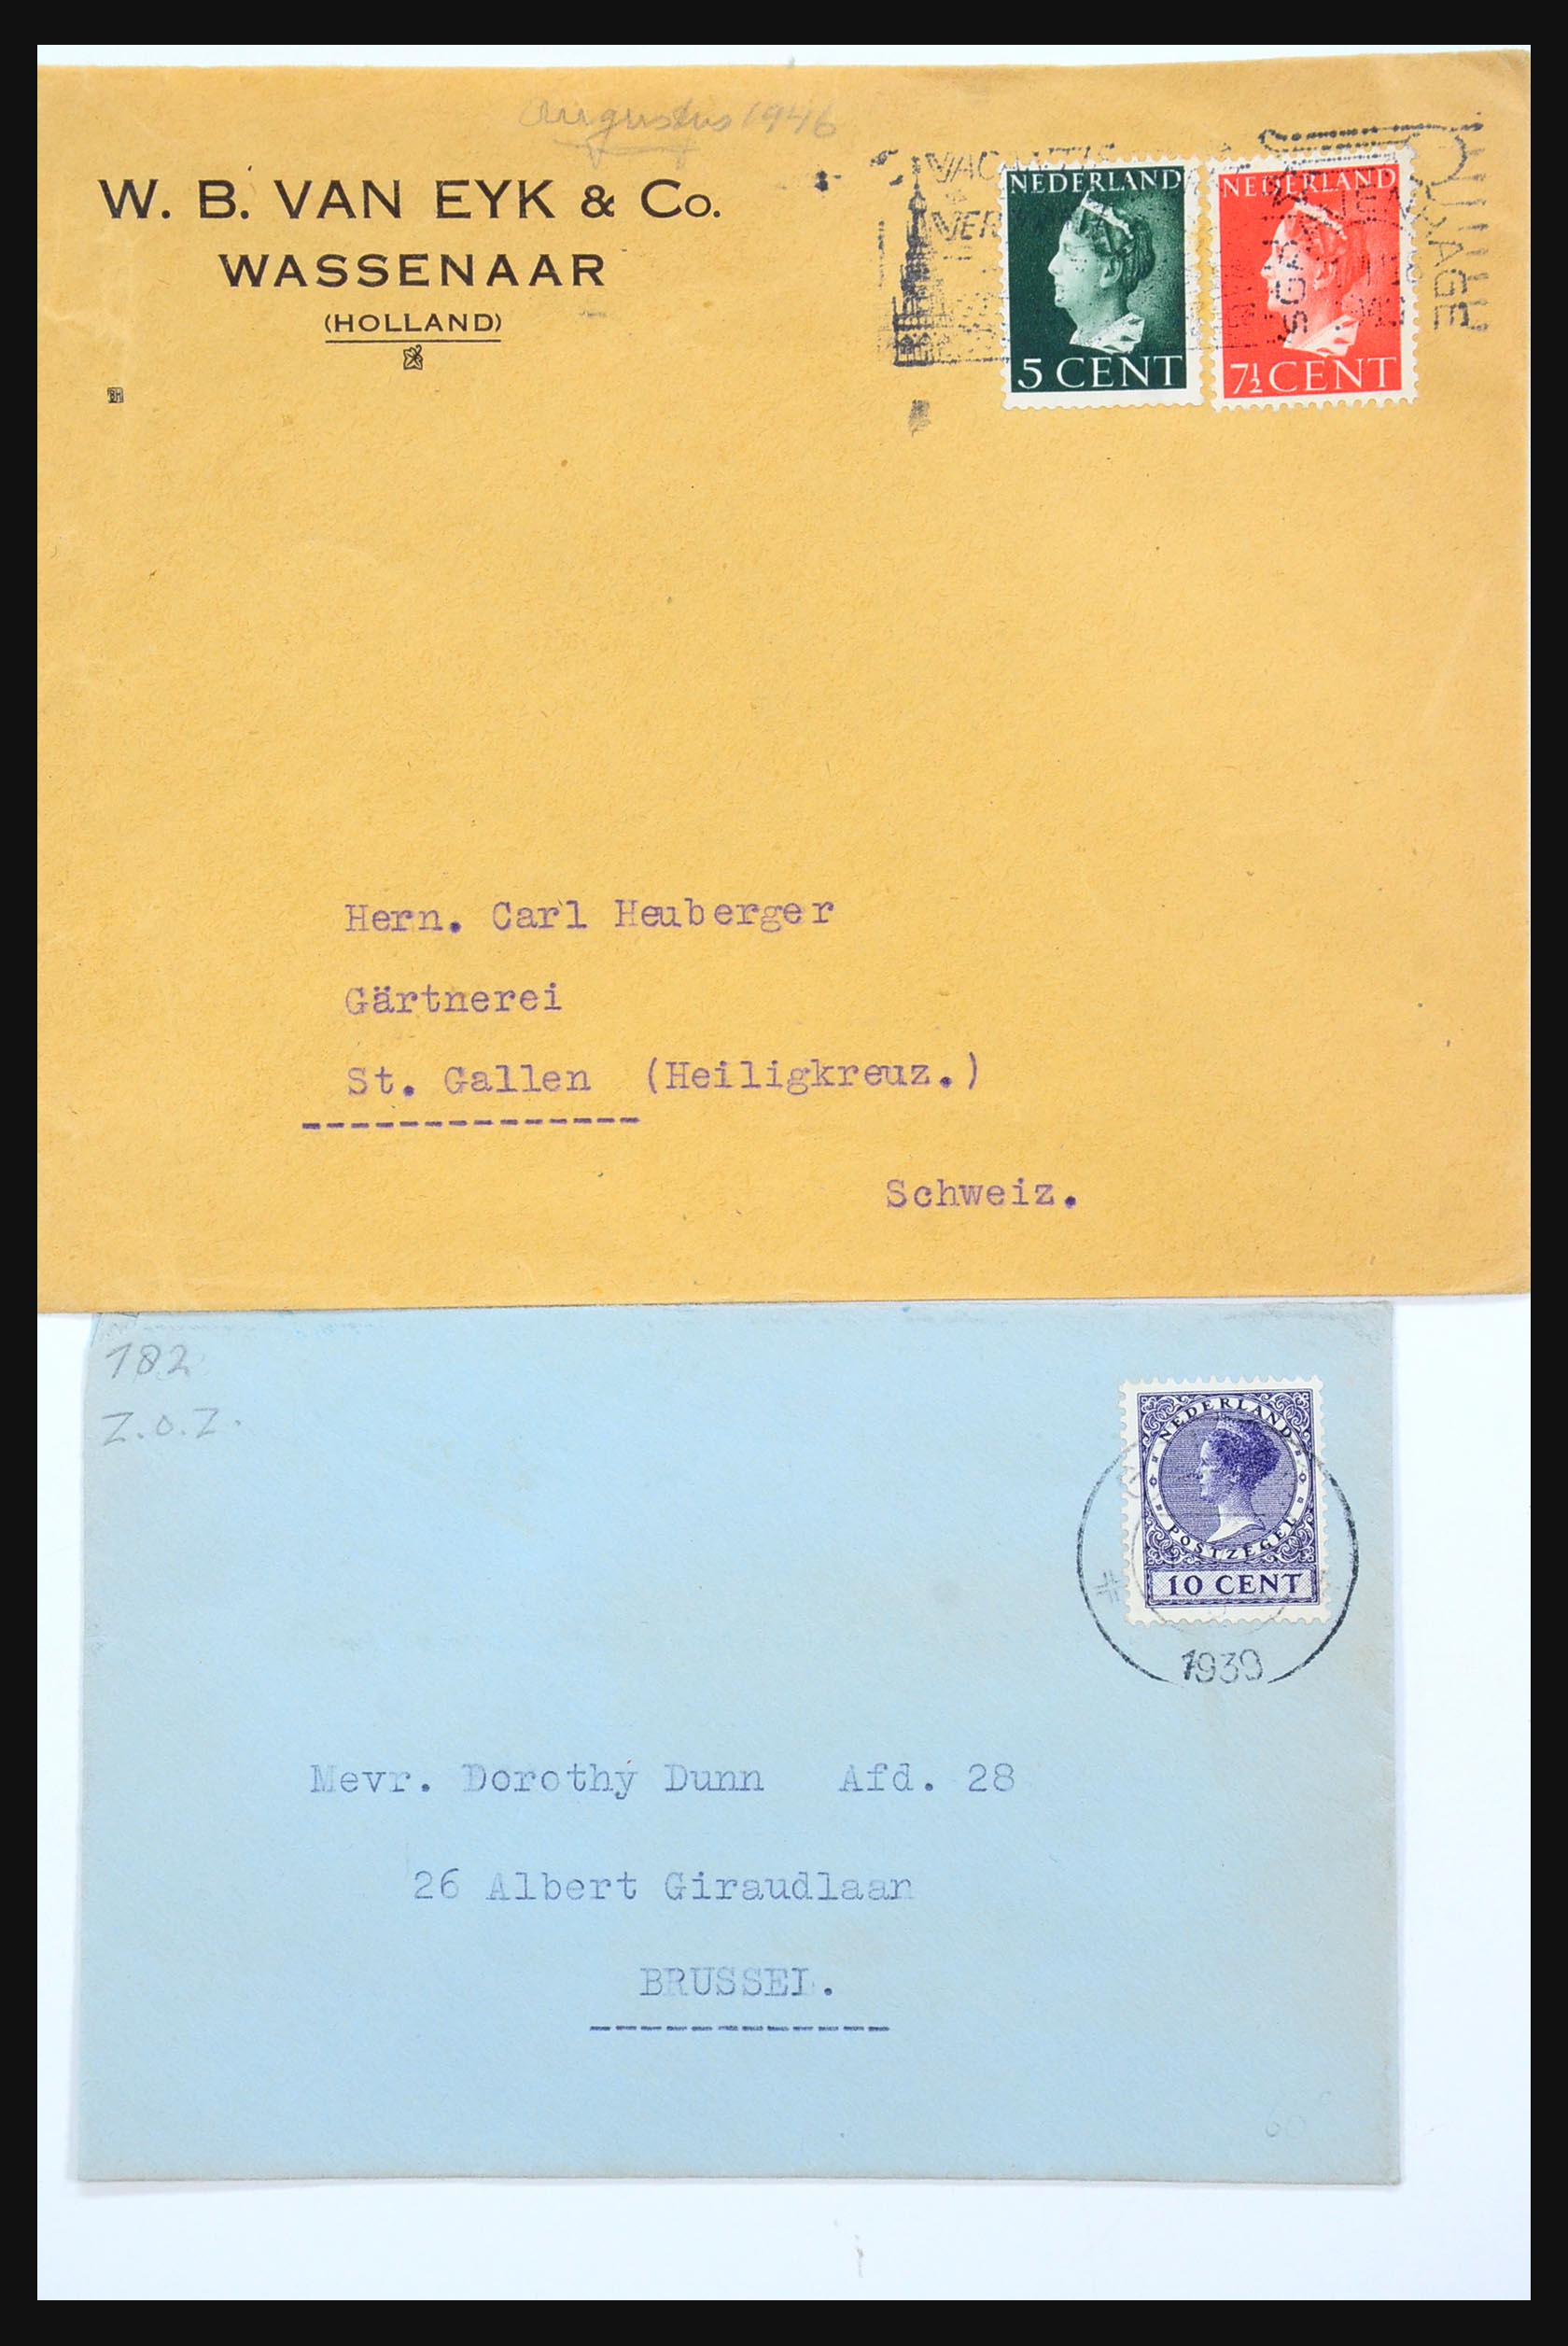 Augustus 1946
W. B. VAN EYK & Co.
WASSENAAR
(HOLLAND)
NEDERLAND
5 CENT
NEDERLAND
7½ CENT
Hern. Carl Heuberger
Gärtnerei
St. Gallen (Heiligkreuz.)
Schweiz.
182
Z.O.Z.
NEDERLAND
POSTZEGEL
10 CENT
1939
Mevr. Dorothy Dunn Afd. 28
26 Albert Giraudlaan
BRUSSEL.